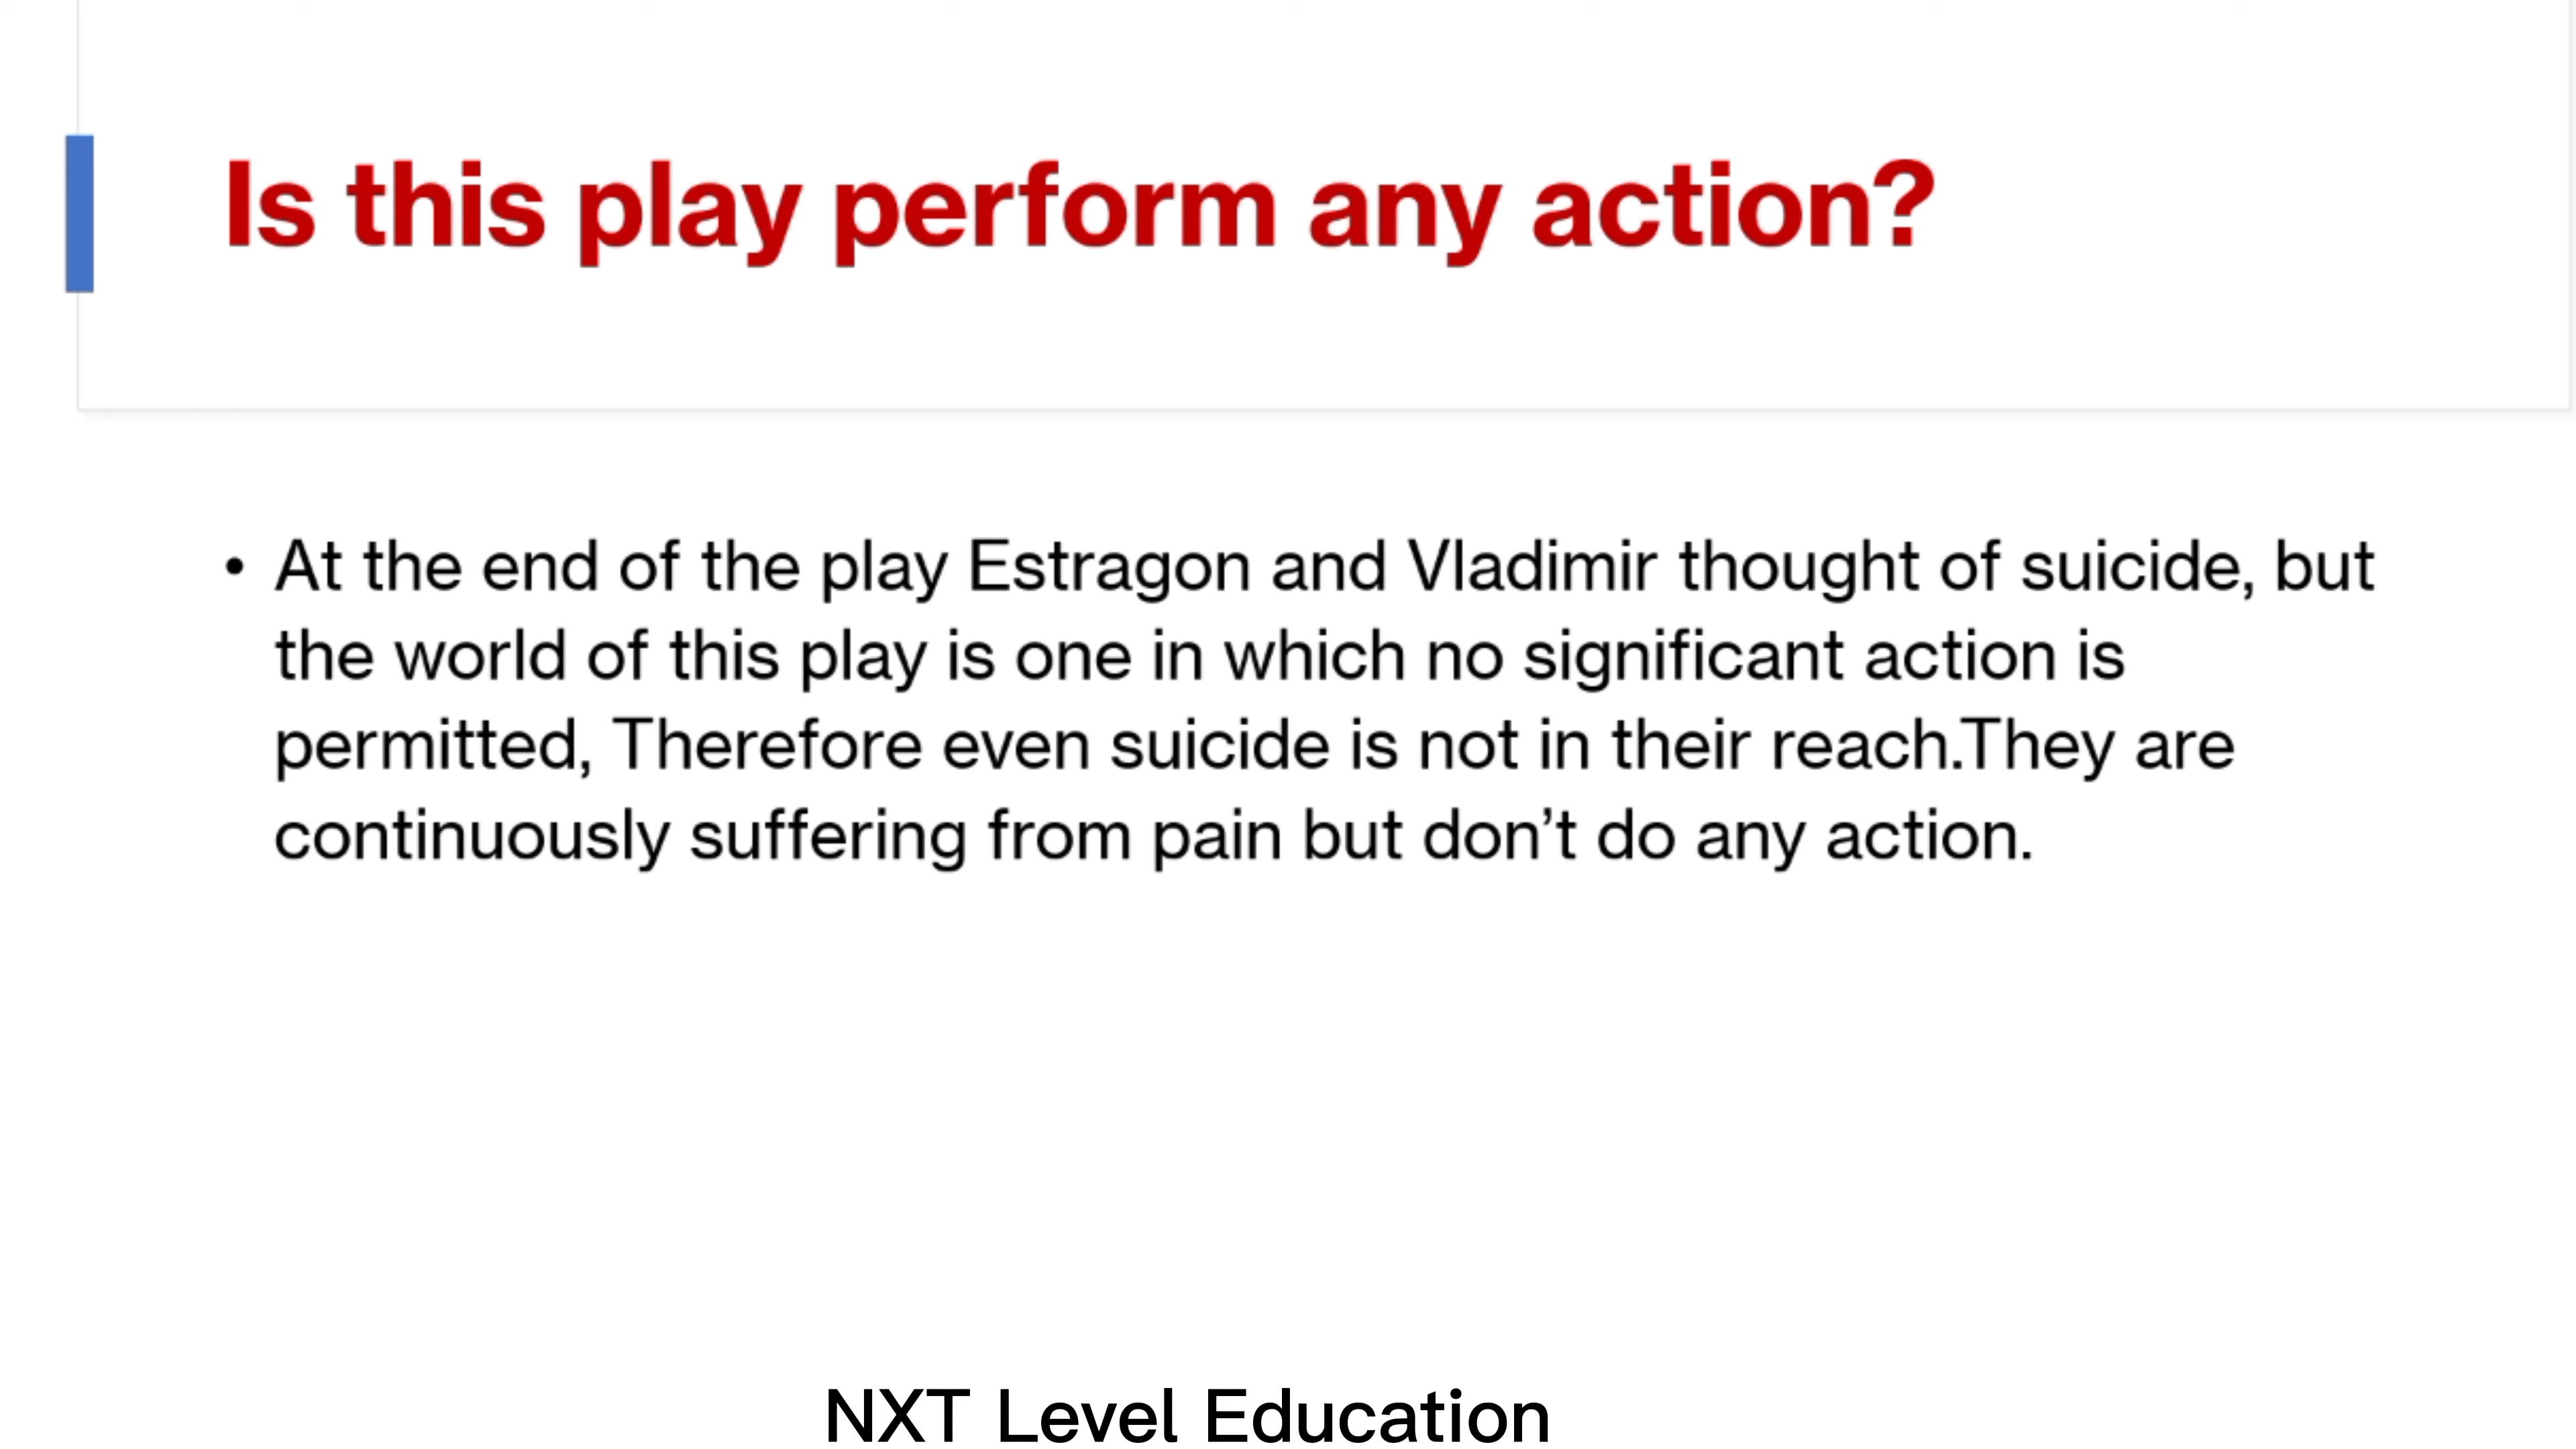 Is this play perform any action?
• At the end of the play Estragon and Vladimir thought of suicide, but
the world of this play is one in which no significant action is
permitted, Therefore even suicide is not in their reach.They are
continuously suffering from pain but don’t do any action.
NXT Level Education